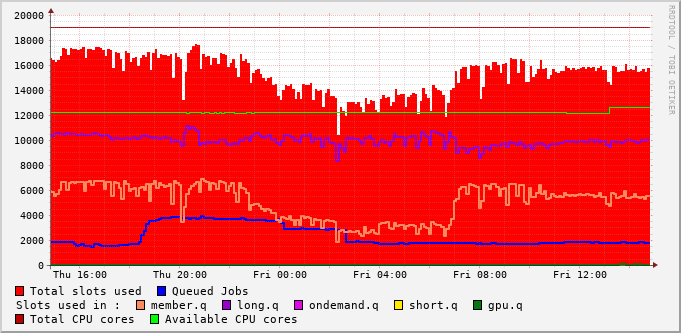 20000
18000
16000
14000
12000
10000
8000
6000
4000
2000
0
Thu 16:00 Thu 20:00 Fri 00:00 Fri 04:00 Fri 08:00 Fri 12:00
Total slots used Queued Jobs
Slots used in : member.q long.q ondemand.q short.q gpu.q
Total CPU cores Available CPU cores
RRDTOOL / TOBI OETIKER